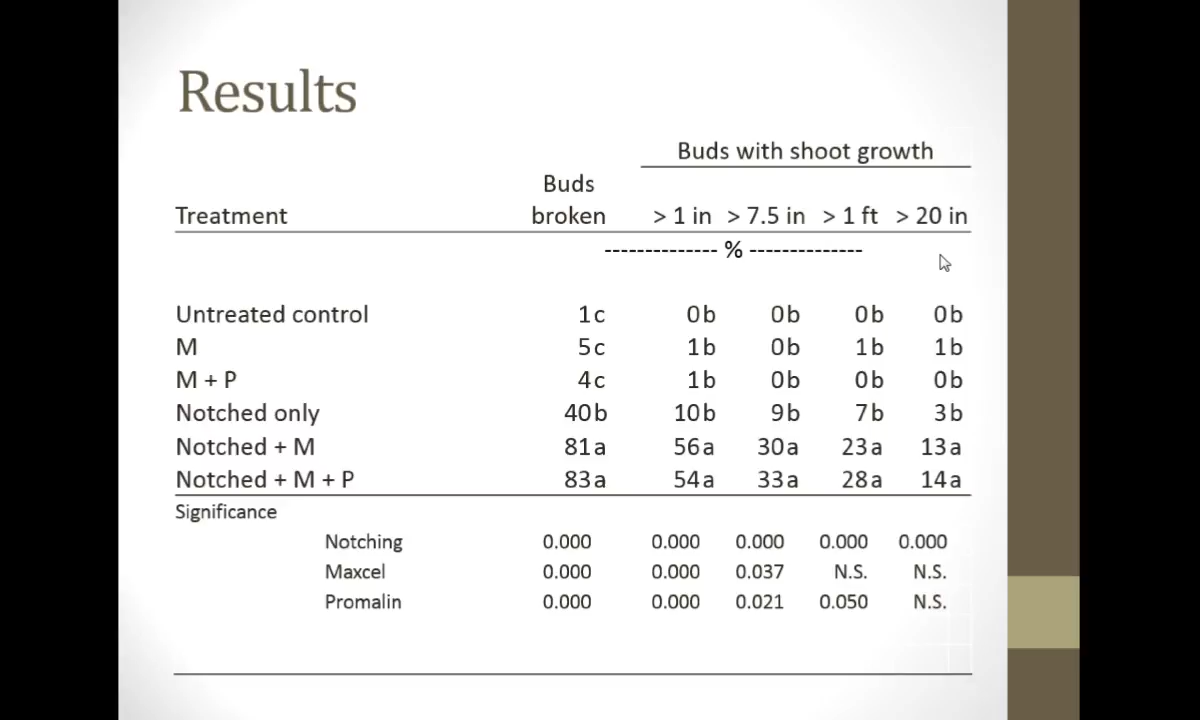 Results
Buds with shoot growth
Buds
Treatment broken > 1 in > 7.5 in > 1 ft > 20 in
-------------- % --------------
Untreated control 1 c 0 b 0 b 0 b 0 b
M 5 c 1 b 0 b 1 b 1 b
M + P 4 c 1 b 0 b 0 b 0 b
Notched only 40 b 10 b 9 b 7 b 3 b
Notched + M 81 a 56 a 30 a 23 a 13 a
Notched + M + P 83 a 54 a 33 a 28 a 14 a
Significance
Notching 0.000 0.000 0.000 0.000 0.000
Maxcel 0.000 0.000 0.037 N.S. N.S.
Promalin 0.000 0.000 0.021 0.050 N.S.